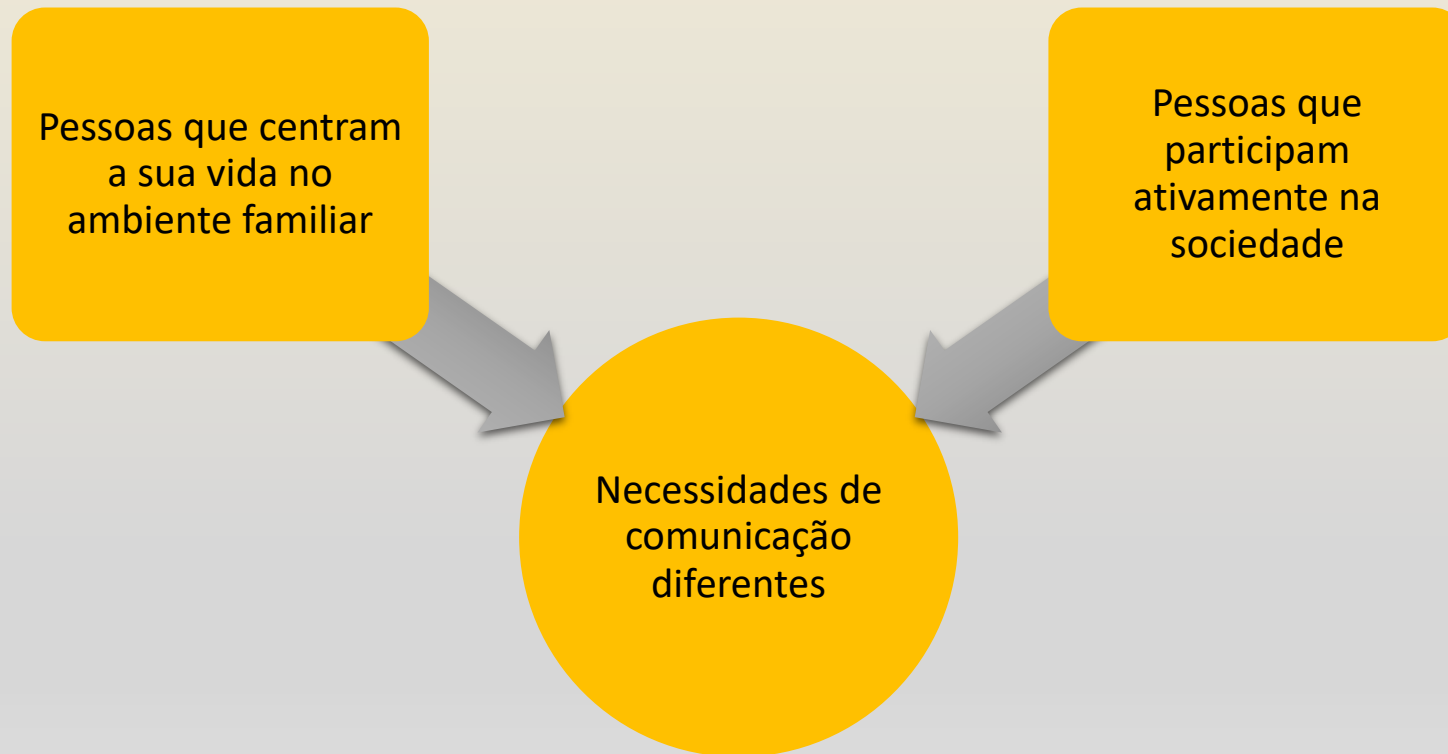 Pessoas que centram
a sua vida no
ambiente familiar
Pessoas que
participam
ativamente na
sociedade
Necessidades de
comunicação
diferentes